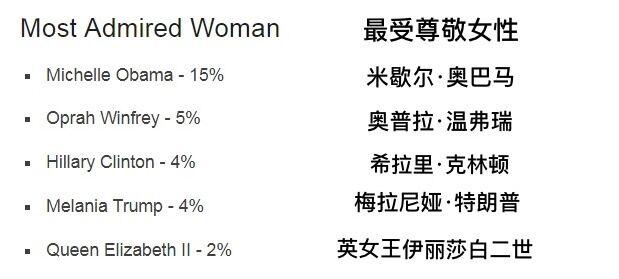 Most Admired Woman 最受尊敬女性
Michelle Obama - 15% 米歇尔·奥巴马
Oprah Winfrey - 5% 奥普拉·温弗瑞
Hillary Clinton - 4% 希拉里·克林顿
Melania Trump - 4% 梅拉尼娅·特朗普
Queen Elizabeth II - 2% 英女王伊丽莎白二世